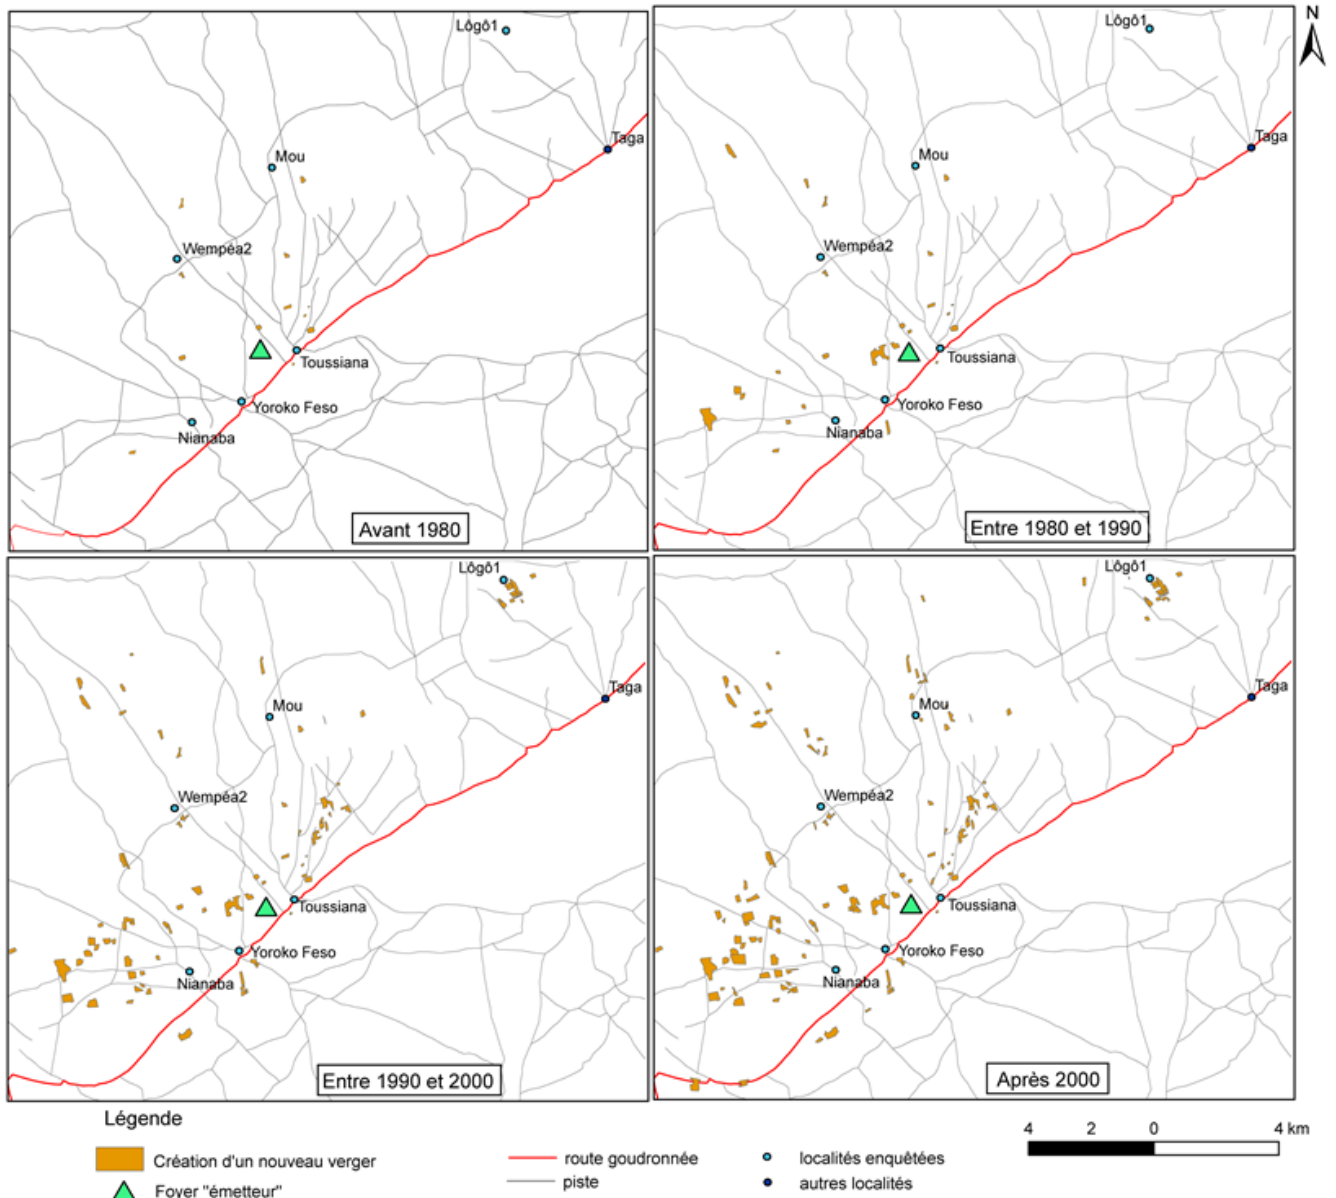 Lôgô1
Taga
Mou
Wempéa2
Toussiana
Yoroko Feso
Nianaba
Avant 1980
N
Lôgô1
Taga
Mou
Wempéa2
Toussiana
Yoroko Feso
Nianaba
Entre 1980 et 1990
Lôgô1
Taga
Mou
Wempéa2
Toussiana
Yoroko Feso
Nianaba
Entre 1990 et 2000
Lôgô1
Taga
Mou
Wempéa2
Toussiana
Yoroko Feso
Nianaba
Après 2000
Légende
Création d'un nouveau verger
Foyer "émetteur"
route goudronnée
piste
localités enquêtées
autres localités
4 2 0 4 km